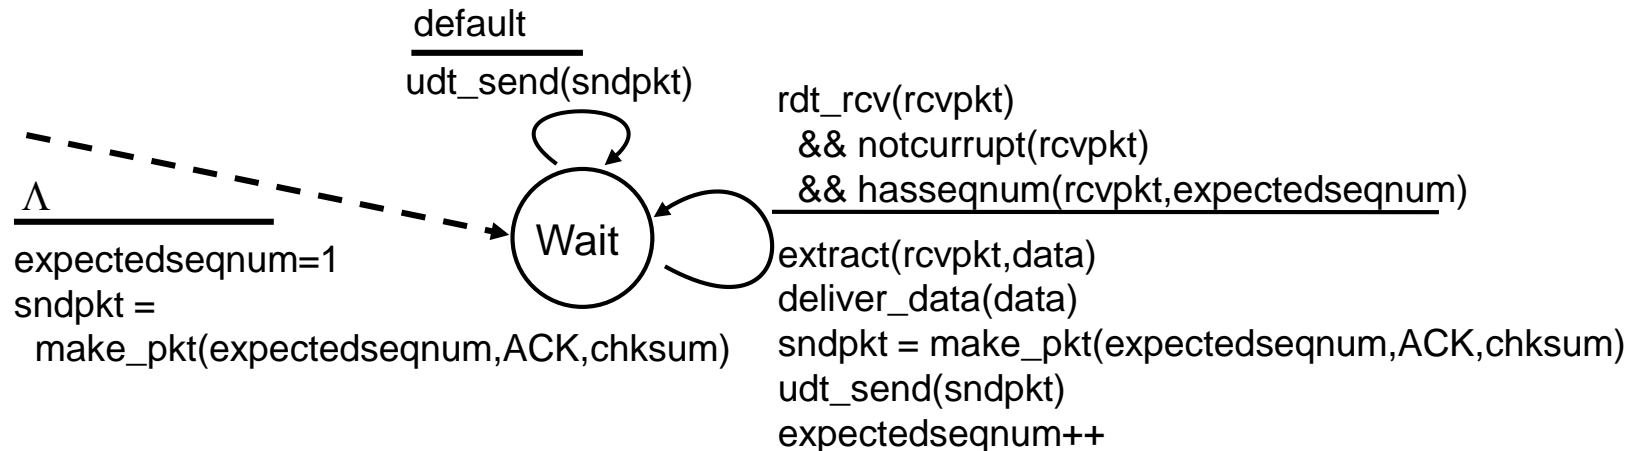 default
udt_send(sndpkt)
rdt_rcv(rcvpkt)
&& notcurrupt(rcvpkt)
&& hasseqnum(rcvpkt,expectedseqnum)
Λ
expectedseqnum=1
sndpkt =
make_pkt(expectedseqnum,ACK,chksum)
Wait
extract(rcvpkt,data)
deliver_data(data)
sndpkt = make_pkt(expectedseqnum,ACK,chksum)
udt_send(sndpkt)
expectedseqnum++